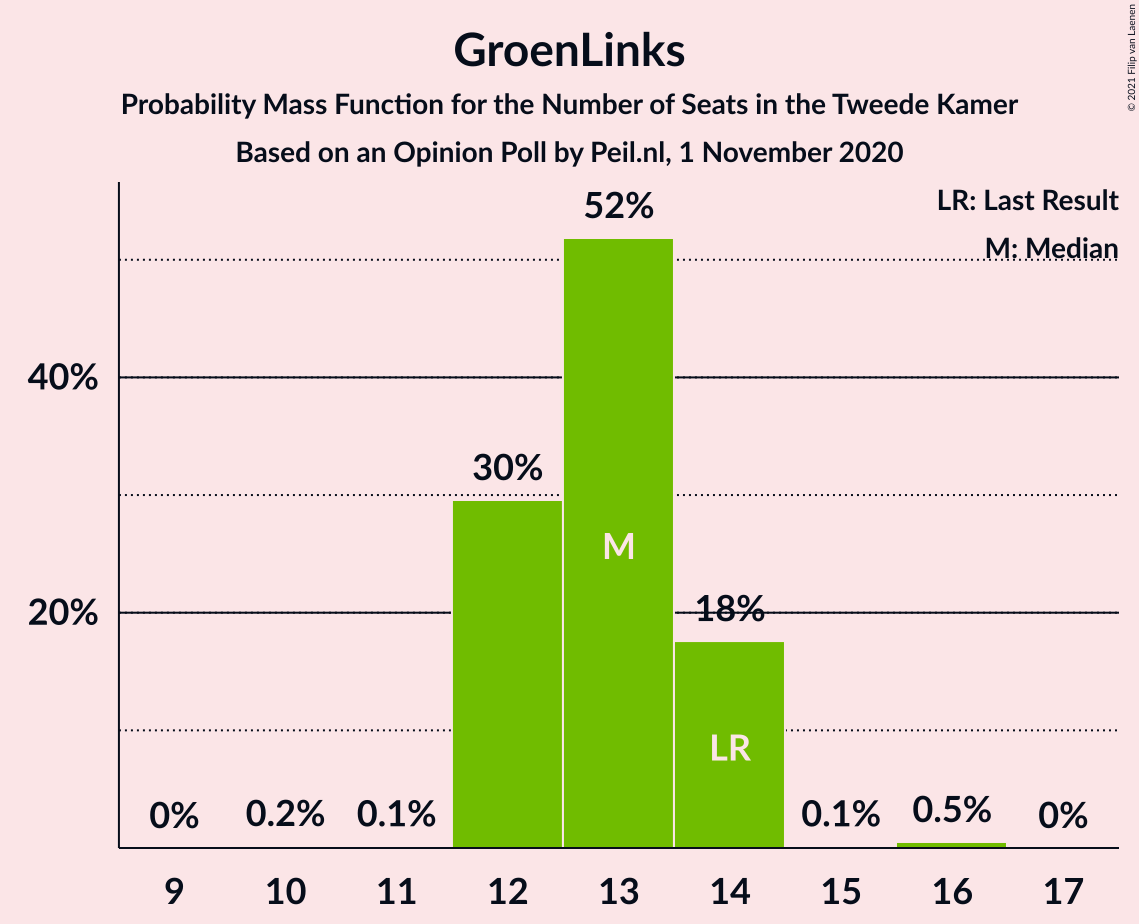 GroenLinks
Probability Mass Function for the Number of Seats in the Tweede Kamer
Based on an Opinion Poll by Peil.nl, 1 November 2020
© 2021 Filip van Laenen
LR: Last Result
M: Median
52%
40%
30%
M
20%
18%
LR
0%
0.2%
0.1%
0.1%
0.5%
0%
9 10 11 12 13 14 15 16 17